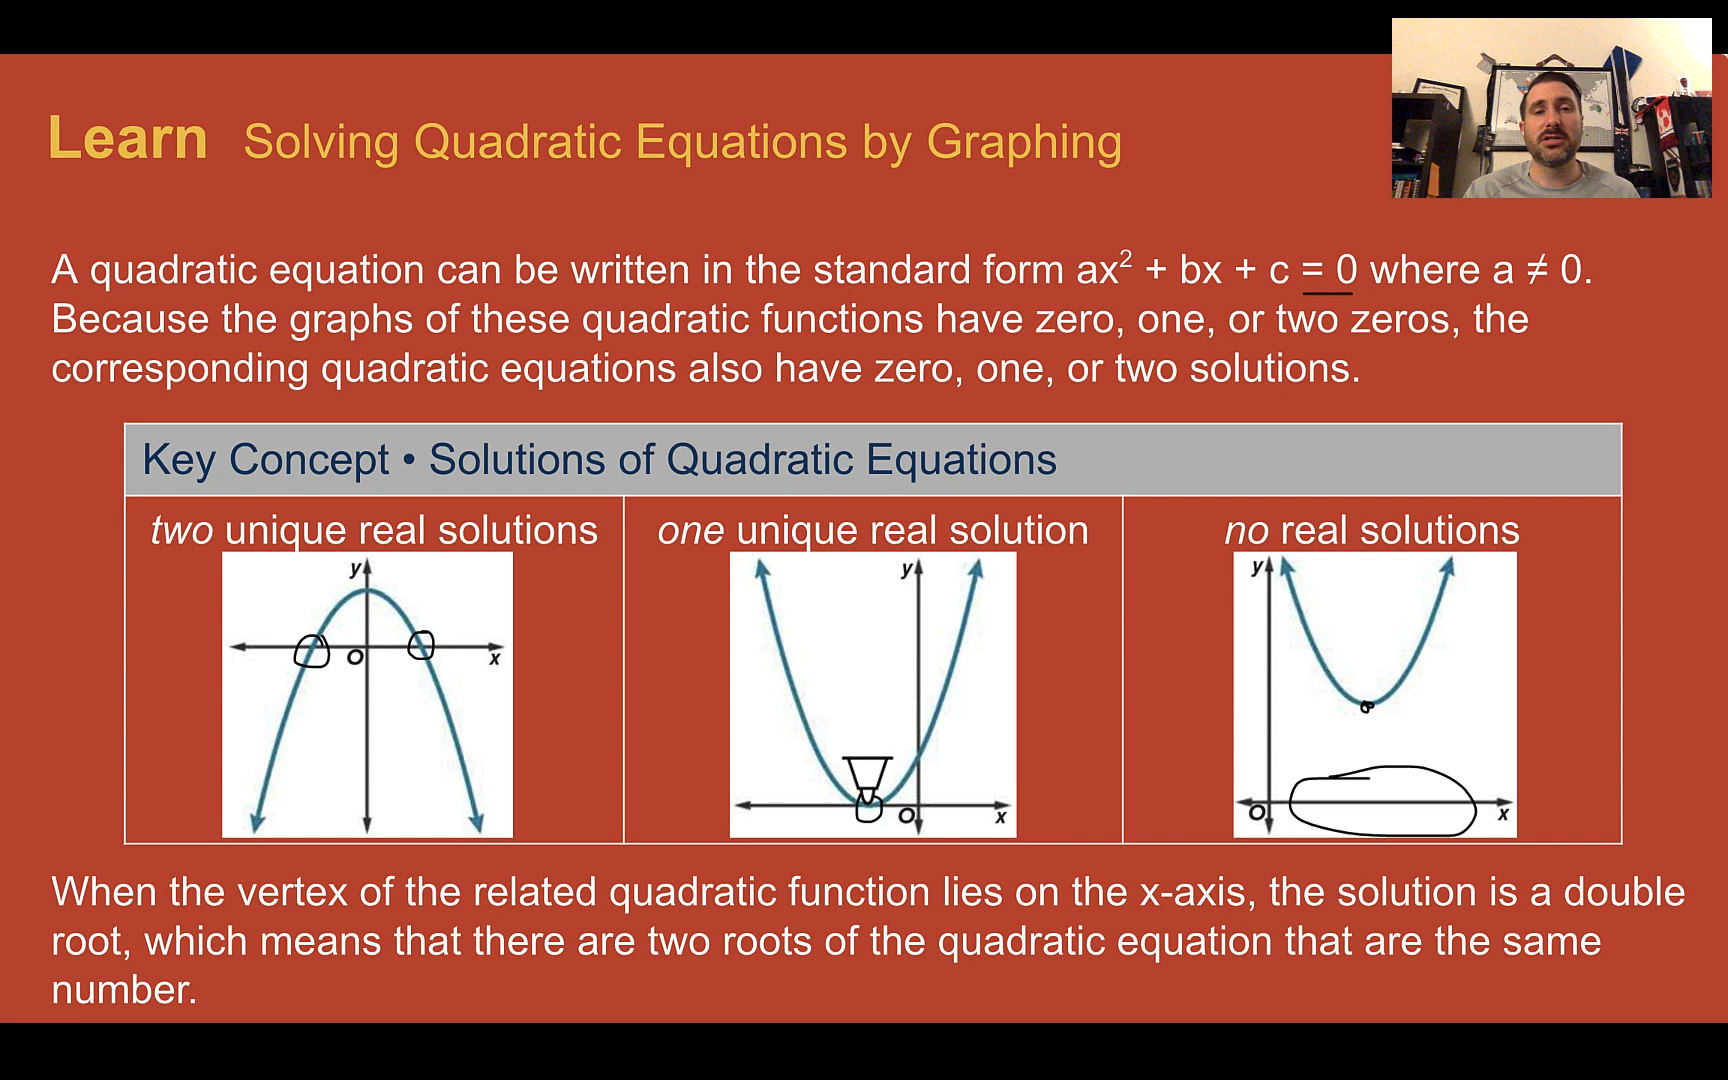 Learn Solving Quadratic Equations by Graphing
A quadratic equation can be written in the standard form ax² + bx + c = 0 where a ≠ 0.
Because the graphs of these quadratic functions have zero, one, or two zeros, the
corresponding quadratic equations also have zero, one, or two solutions.
Key Concept • Solutions of Quadratic Equations
two unique real solutions
y
O
x
one unique real solution
y
O
x
no real solutions
y
O
x
When the vertex of the related quadratic function lies on the x-axis, the solution is a double
root, which means that there are two roots of the quadratic equation that are the same
number.